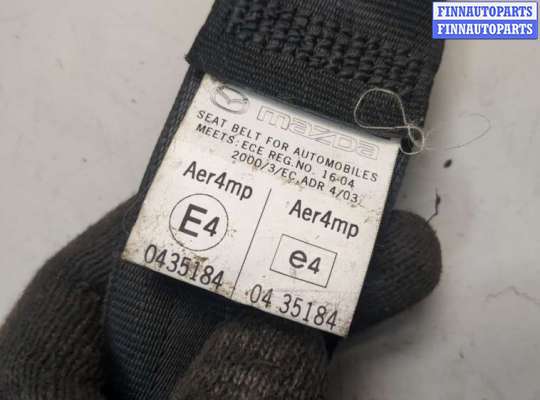 FINNAUTOPARTS
FINNAUTOPARTS
mazda
SEAT BELT FOR AUTOMOBILES
MEETS:ECE REG.NO. 16-04
2000/3/EC,ADR 4/03
Aer4mp
E4
0435184
Aer4mp
e4
04 35184